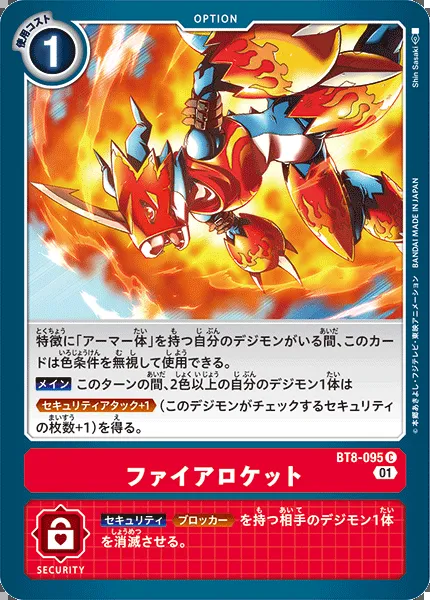 OPTION
使用コスト
1
Shin Sasaki
©本郷あきよし・フジテレビ・東映アニメーション BANDAI MADE IN JAPAN
特徴に「アーマー体」を持つ自分のデジモンがいる間、このカー
ドは色条件を無視して使用できる。
メイン このターンの間、2色以上の自分のデジモン1体は
セキュリティアタック+1 (このデジモンがチェックするセキュリティ
の枚数+1)を得る。
BT8-095 C
ファイアロケット
01
セキュリティ ブロッカー を持つ相手のデジモン1体
を消滅させる。
SECURITY